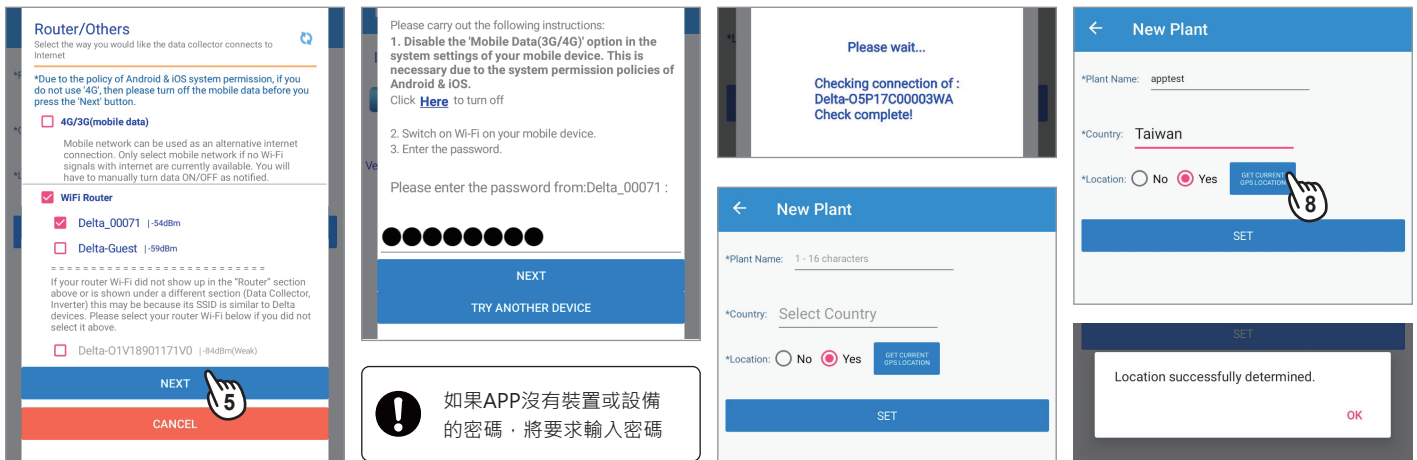 Router/Others
Select the way you would like the data collector connects to
Internet
*Due to the policy of Android & iOS system permission, if you
do not use '4G', then please turn off the mobile data before you
press the 'Next' button.
4G/3G(mobile data)
Mobile network can be used as an alternative internet
connection. Only select mobile network if no Wi-Fi
signals with internet are currently available. You will
have to manually turn data ON/OFF as notified.
WiFi Router
Delta_00071 |-54dBm
Delta-Guest |-59dBm
If your router Wi-Fi did not show up in the "Router" section
above or is shown under a different section (Data Collector,
Inverter) this may be because its SSID is similar to Delta
devices. Please select your router Wi-Fi below if you did not
select it above.
Delta-O1V18901171V0 |-84dBm(Weak)
NEXT
5
CANCEL
Please carry out the following instructions:
1. Disable the 'Mobile Data(3G/4G)' option in the
system settings of your mobile device. This is
necessary due to the system permission policies of
Android & iOS.
Click Here to turn off
2. Switch on Wi-Fi on your mobile device.
3. Enter the password.
Please enter the password from:Delta_00071 :
NEXT
TRY ANOTHER DEVICE
如果APP沒有裝置或設備
的密碼，將要求輸入密碼
Please wait...
Checking connection of :
Delta-O5P17C00003WA
Check complete!
New Plant
*Plant Name: 1 - 16 characters
*Country: Select Country
*Location: No Yes GET CURRENT
GPS LOCATION
SET
New Plant
*Plant Name: apptest
*Country: Taiwan
*Location: No Yes GET CURRENT
GPS LOCATION
8
SET
SET
Location successfully determined.
OK